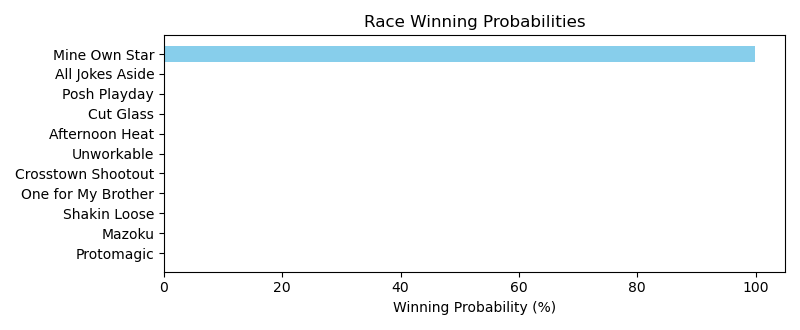 Race Winning Probabilities
Mine Own Star
All Jokes Aside
Posh Playday
Cut Glass
Afternoon Heat
Unworkable
Crosstown Shootout
One for My Brother
Shakin Loose
Mazoku
Protomagic
0 20 40 60 80 100
Winning Probability (%)